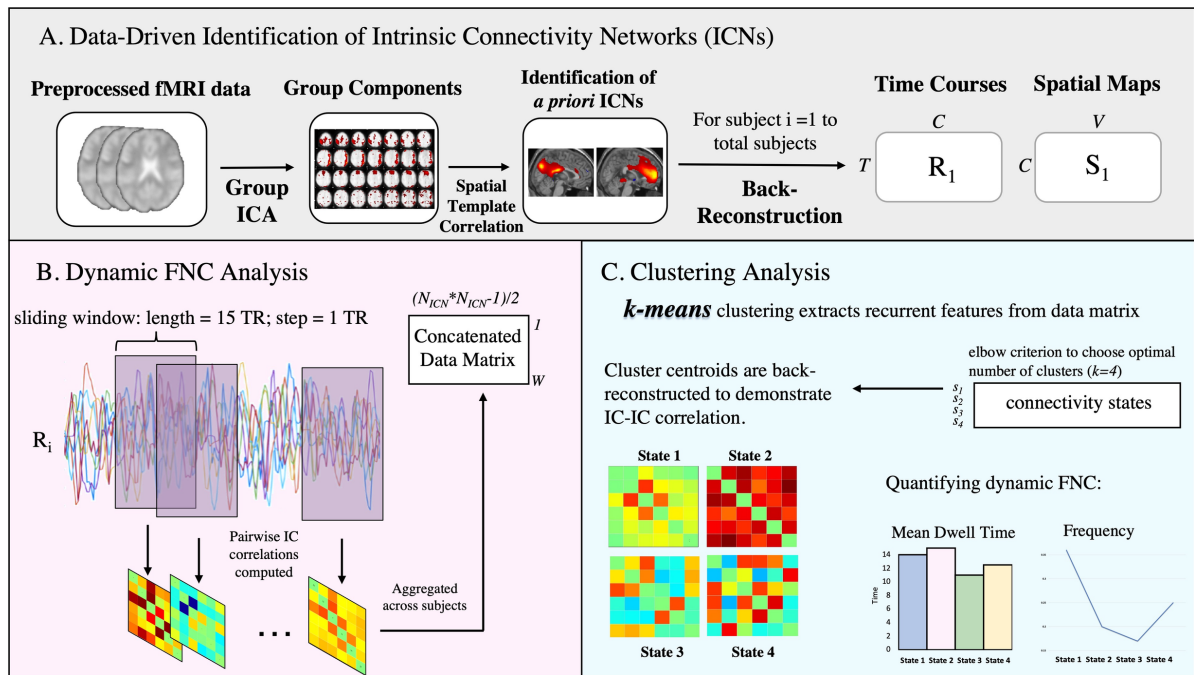 A. Data-Driven Identification of Intrinsic Connectivity Networks (ICNs)
Preprocessed fMRI data
Group
ICA
Group Components
Spatial
Template
Correlation
Identification of
a priori ICNs
For subject i =1 to
total subjects
Back-
Reconstruction
Time Courses
C
T
R1
Spatial Maps
V
C
S1
B. Dynamic FNC Analysis
sliding window: length = 15 TR; step = 1 TR
Ri
Pairwise IC
correlations
computed
...
Aggregated
across subjects
(NICN*NICN-1)/2
Concatenated
Data Matrix
1
W
C. Clustering Analysis
k-means clustering extracts recurrent features from data matrix
elbow criterion to choose optimal
number of clusters (k=4)
s1
s2
s3
s4
connectivity states
Cluster centroids are back-
reconstructed to demonstrate
IC-IC correlation.
State 1
State 2
State 3
State 4
Quantifying dynamic FNC:
Mean Dwell Time
Time
14
12
10
8
6
4
2
0
State 1 State 2 State 3 State 4
Frequency
State 1 State 2 State 3 State 4